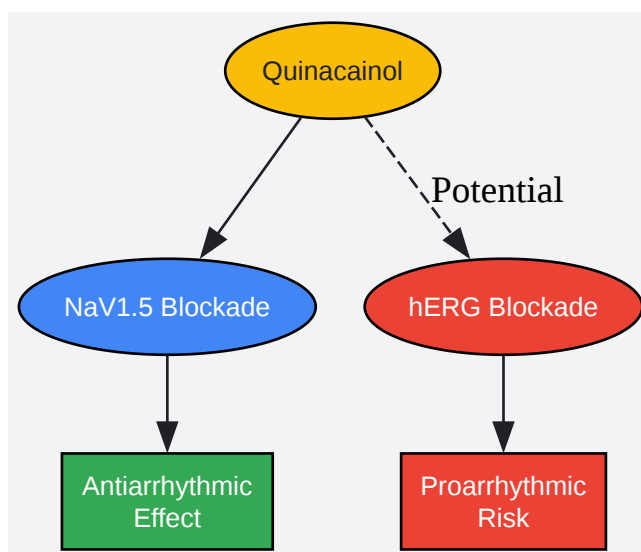 Quinacainol
Potential
NaV1.5 Blockade
hERG Blockade
Antiarrhythmic
Effect
Proarrhythmic
Risk